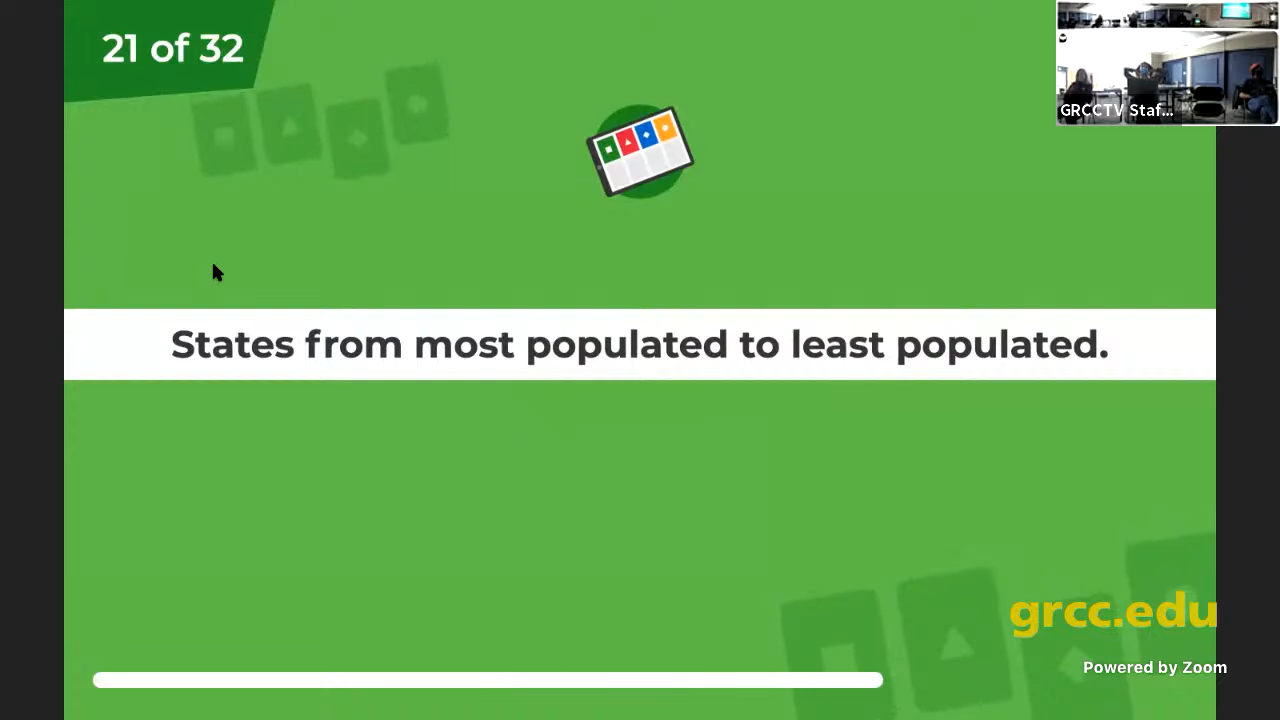 21 of 32
GRCCTV Staf...
States from most populated to least populated.
grcc.edu
Powered by Zoom